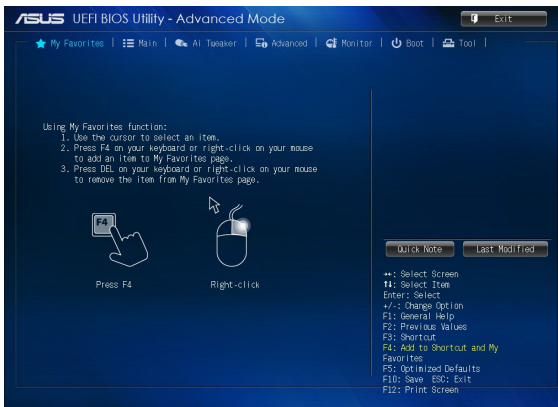 ASUS UEFI BIOS Utility - Advanced Mode
Exit
My Favorites | Main | Ai Tweaker | Advanced | Monitor | Boot | Tool |
Using My Favorites function:
1. Use the cursor to select an item.
2. Press F4 on your keyboard or right-click on your mouse
to add an item to My Favorites page.
3. Press DEL on your keyboard or right-click on your mouse
to remove the item from My Favorites page.
F4
Press F4 Right-click
Quick Note Last Modified
→←: Select Screen
↑↓: Select Item
Enter: Select
+/-: Change Option
F1: General Help
F2: Previous Values
F3: Shortcut
F4: Add to Shortcut and My
Favorites
F5: Optimized Defaults
F10: Save ESC: Exit
F12: Print Screen